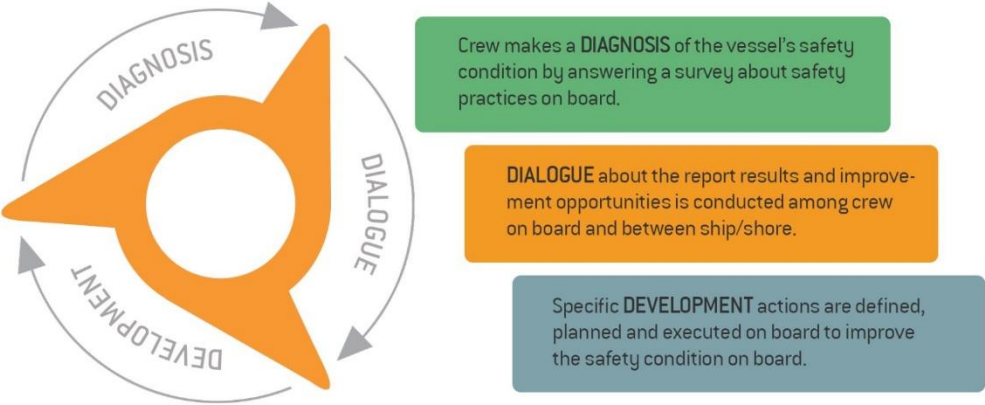 DIAGNOSIS
DIALOGUE
DEVELOPMENT
Crew makes a DIAGNOSIS of the vessel's safety
condition by answering a survey about safety
practices on board.
DIALOGUE about the report results and improve-
ment opportunities is conducted among crew
on board and between ship/shore.
Specific DEVELOPMENT actions are defined,
planned and executed on board to improve
the safety condition on board.